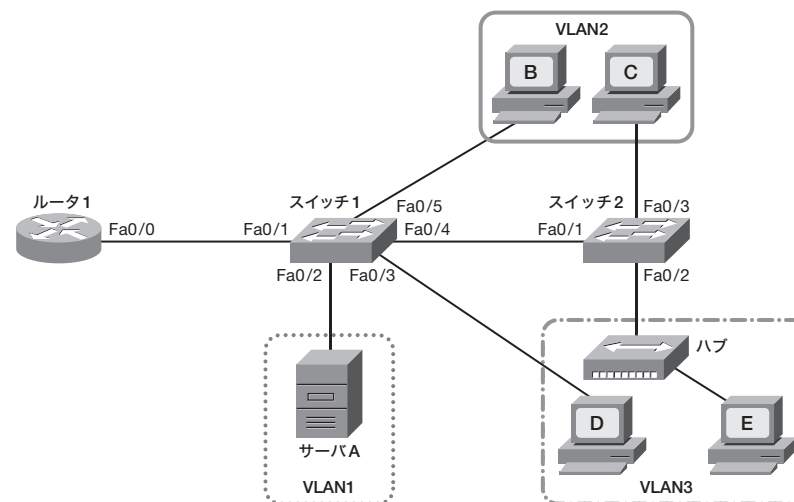 VLAN2
B
C
ルータ1
スイッチ1
スイッチ2
Fa0/0
Fa0/1
Fa0/5
Fa0/4
Fa0/1
Fa0/3
Fa0/2
Fa0/3
Fa0/2
ハブ
サーバA
D
E
VLAN1
VLAN3